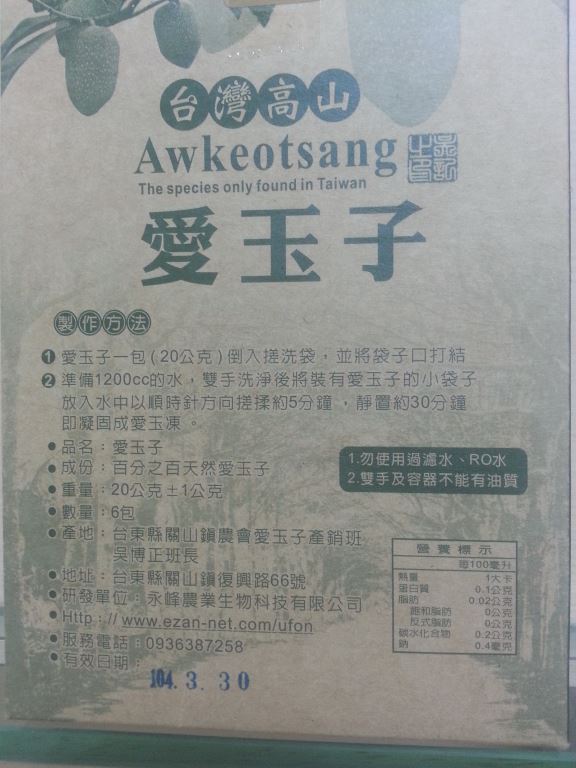 台灣高山
Awkeotsang
The species only found in Taiwan
愛玉子
製作方法
❶ 愛玉子一包(20公克)倒入搓洗袋，並將袋子口打結
❷ 準備1200cc的水，雙手洗淨後將裝有愛玉子的小袋子
放入水中以順時針方向搓揉約5分鐘，靜置約30分鐘
即凝固成愛玉凍。
• 品名：愛玉子
• 成份：百分之百天然愛玉子
• 重量：20公克±1公克
• 數量：6包
• 產地：台東縣關山鎮農會愛玉子產銷班
吳博正班長
• 地址：台東縣關山鎮復興路66號
• 研發單位：永峰農業生物科技有限公司
• Http：// www.ezan-net.com/ufon
• 服務電話：0936387258
• 有效日期：
104. 3. 30
1.勿使用過濾水、RO水
2.雙手及容器不能有油質
營養標示
每100毫升
熱量 1大卡
蛋白質 0.1公克
脂肪 0.02公克
飽和脂肪 0公克
反式脂肪 0公克
碳水化合物 0.2公克
鈉 0.4毫克